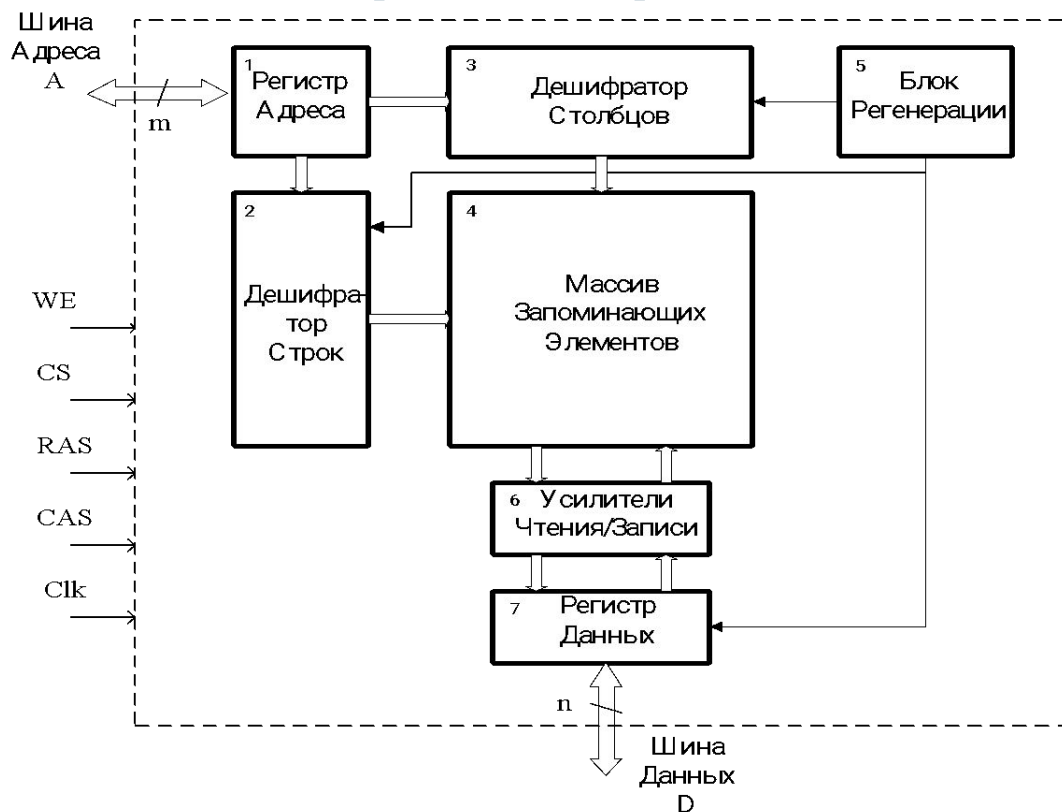 Шина
Адреса
A
m
1
Регистр
Адреса
3
Дешифратор
Столбцов
5
Блок
Регенерации
2
Дешифра-
тор
Строк
4
Массив
Запоминающих
Элементов
WE
CS
RAS
CAS
Clk
6 Усилители
Чтения/Записи
7 Регистр
Данных
n
Шина
Данных
D